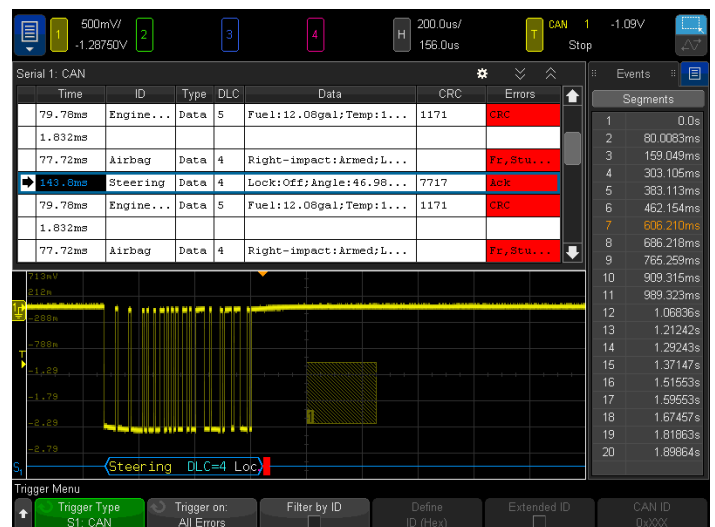 1 500mV/ -1.28750V 2 3 4 H 200.0us/ 156.0us T CAN 1 -1.09V Stop
Serial 1: CAN
Time ID Type DLC Data CRC Errors
79.78ms Engine... Data 5 Fuel:12.08gal;Temp:1... 1171 CRC
1.832ms
77.72ms Airbag Data 4 Right-impact:Armed;L... Fr,Stu...
143.8ms Steering Data 4 Lock:Off;Angle:46.98... 7717 Ack
79.78ms Engine... Data 5 Fuel:12.08gal;Temp:1... 1171 CRC
1.832ms
77.72ms Airbag Data 4 Right-impact:Armed;L... Fr,Stu...
Events
Segments
1 0.0s
2 80.0083ms
3 159.049ms
4 303.105ms
5 383.113ms
6 462.154ms
7 606.210ms
8 686.218ms
9 765.259ms
10 909.315ms
11 989.323ms
12 1.06836s
13 1.21242s
14 1.29243s
15 1.37147s
16 1.51553s
17 1.59553s
18 1.67457s
19 1.81863s
20 1.89864s
713mV
212m
-288m
-788m
T
-1.29
-1.79
1
-2.29
-2.79
S1 Steering DLC=4 Loc
Trigger Menu
Trigger Type
S1: CAN
Trigger on:
All Errors
Filter by ID
Define
ID (Hex)
Extended ID
CAN ID
0xXXX